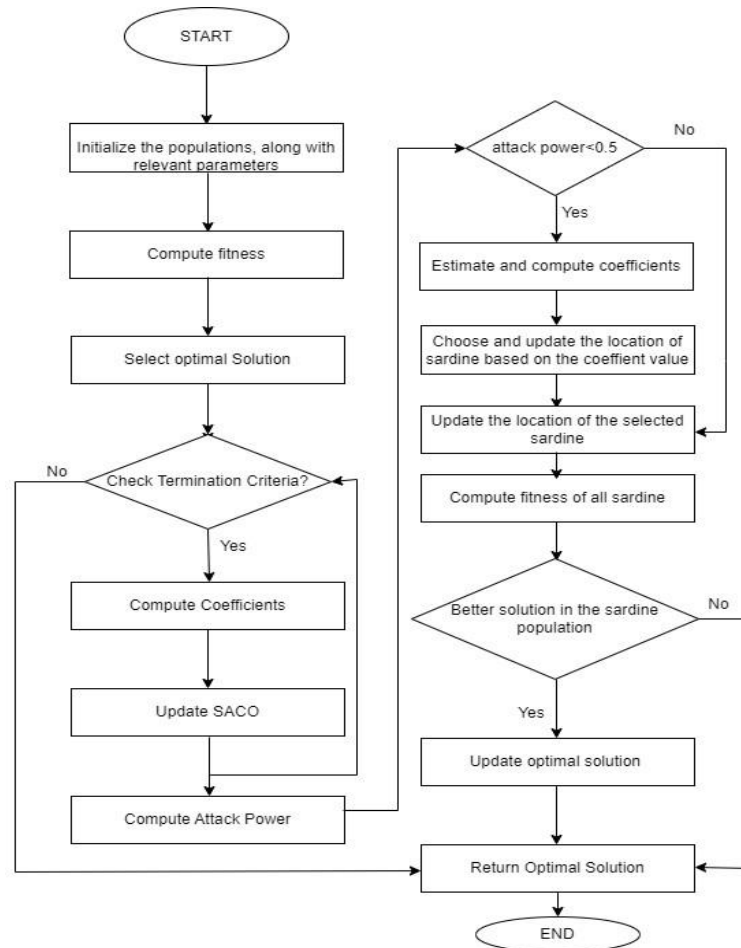 START
Initialize the populations, along with
relevant parameters
Compute fitness
Select optimal Solution
No
Check Termination Criteria?
Yes
Compute Coefficients
Update SACO
Compute Attack Power
attack power<0.5
No
Yes
Estimate and compute coefficients
Choose and update the location of
sardine based on the coeffient value
Update the location of the selected
sardine
Compute fitness of all sardine
Better solution in the sardine
population
No
Yes
Update optimal solution
Return Optimal Solution
END